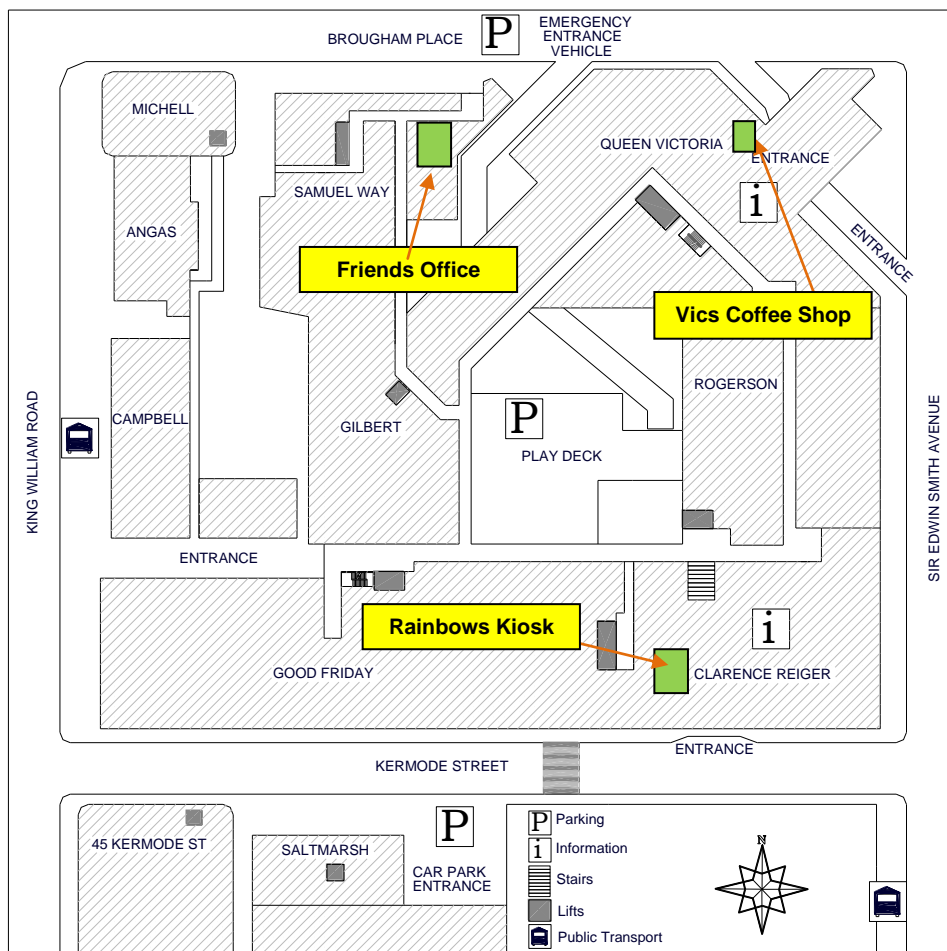 BROUGHAM PLACE
P
EMERGENCY
ENTRANCE
VEHICLE
MICHELL
QUEEN VICTORIA
ENTRANCE
SAMUEL WAY
i
ANGAS
ENTRANCE
Friends Office
Vics Coffee Shop
ROGERSON
KING WILLIAM ROAD
CAMPBELL
GILBERT
P
PLAY DECK
SIR EDWIN SMITH AVENUE
ENTRANCE
Rainbows Kiosk
i
GOOD FRIDAY
CLARENCE REIGER
ENTRANCE
KERMODE STREET
45 KERMODE ST
SALTMARSH
P
CAR PARK
ENTRANCE
P Parking
i Information
Stairs
Lifts
Public Transport
N